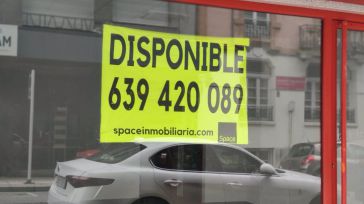 DISPONIBLE
639 420 089
spaceinmobiliaria.com
Space